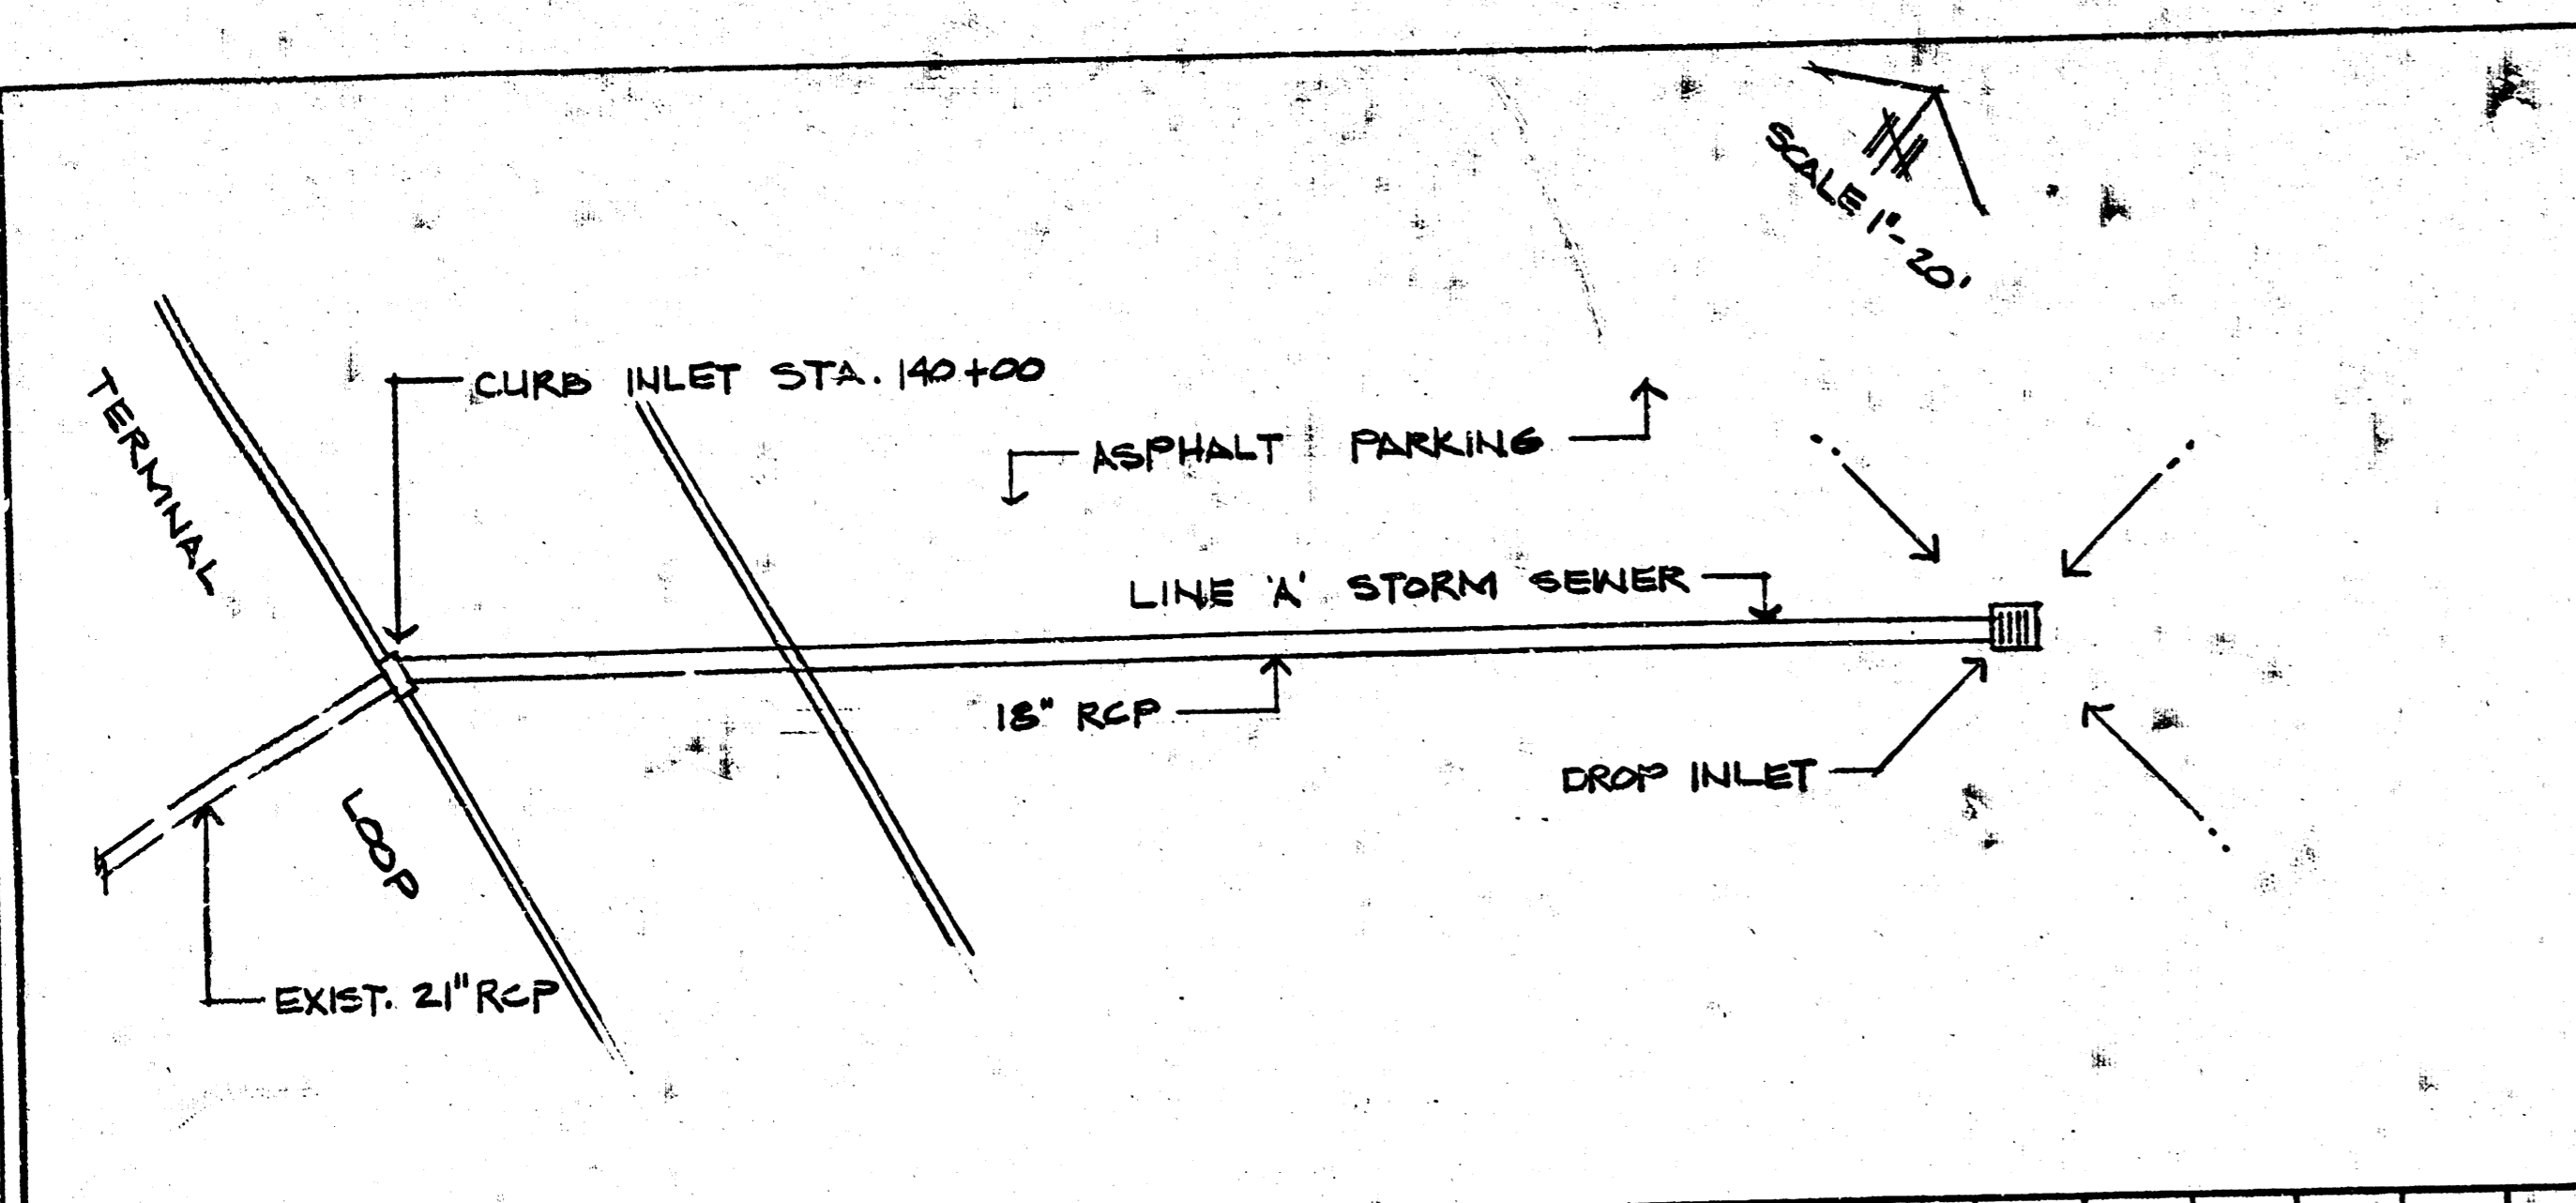 SCALE 1"-20'
CURB INLET STA. 140+00
TERMINAL
ASPHALT PARKING
LINE 'A' STORM SEWER
18" RCP
DROP INLET
LOOP
EXIST. 21" RCP